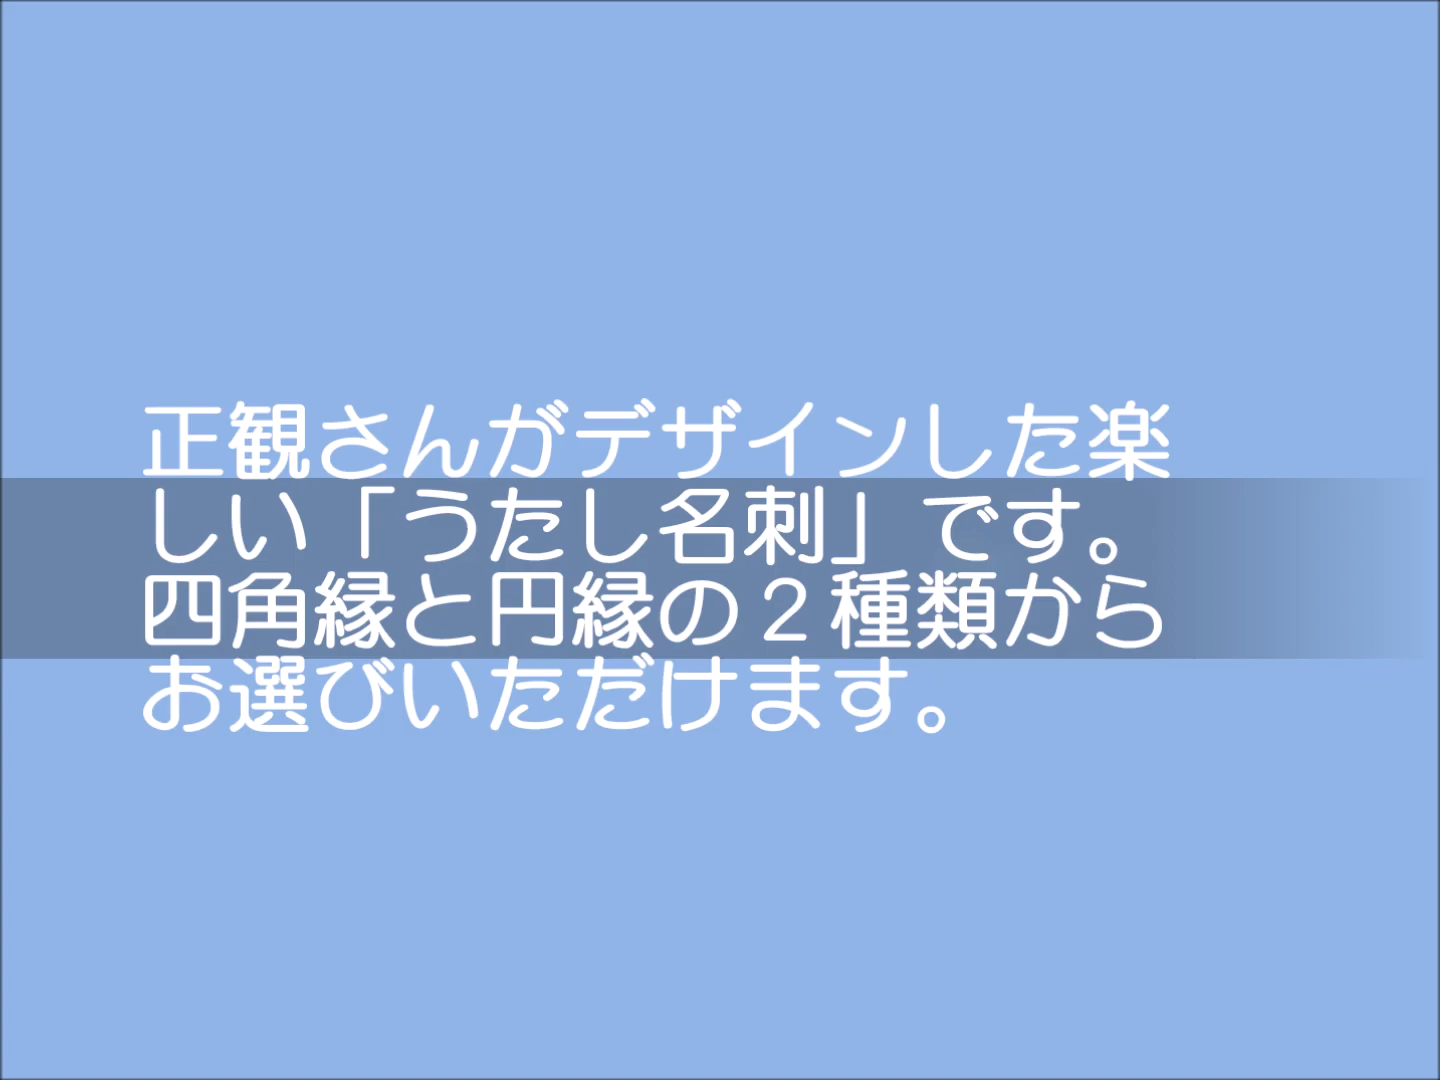 正観さんがデザインした楽
しい「うたし名刺」です。
四角縁と円縁の２種類から
お選びいただけます。